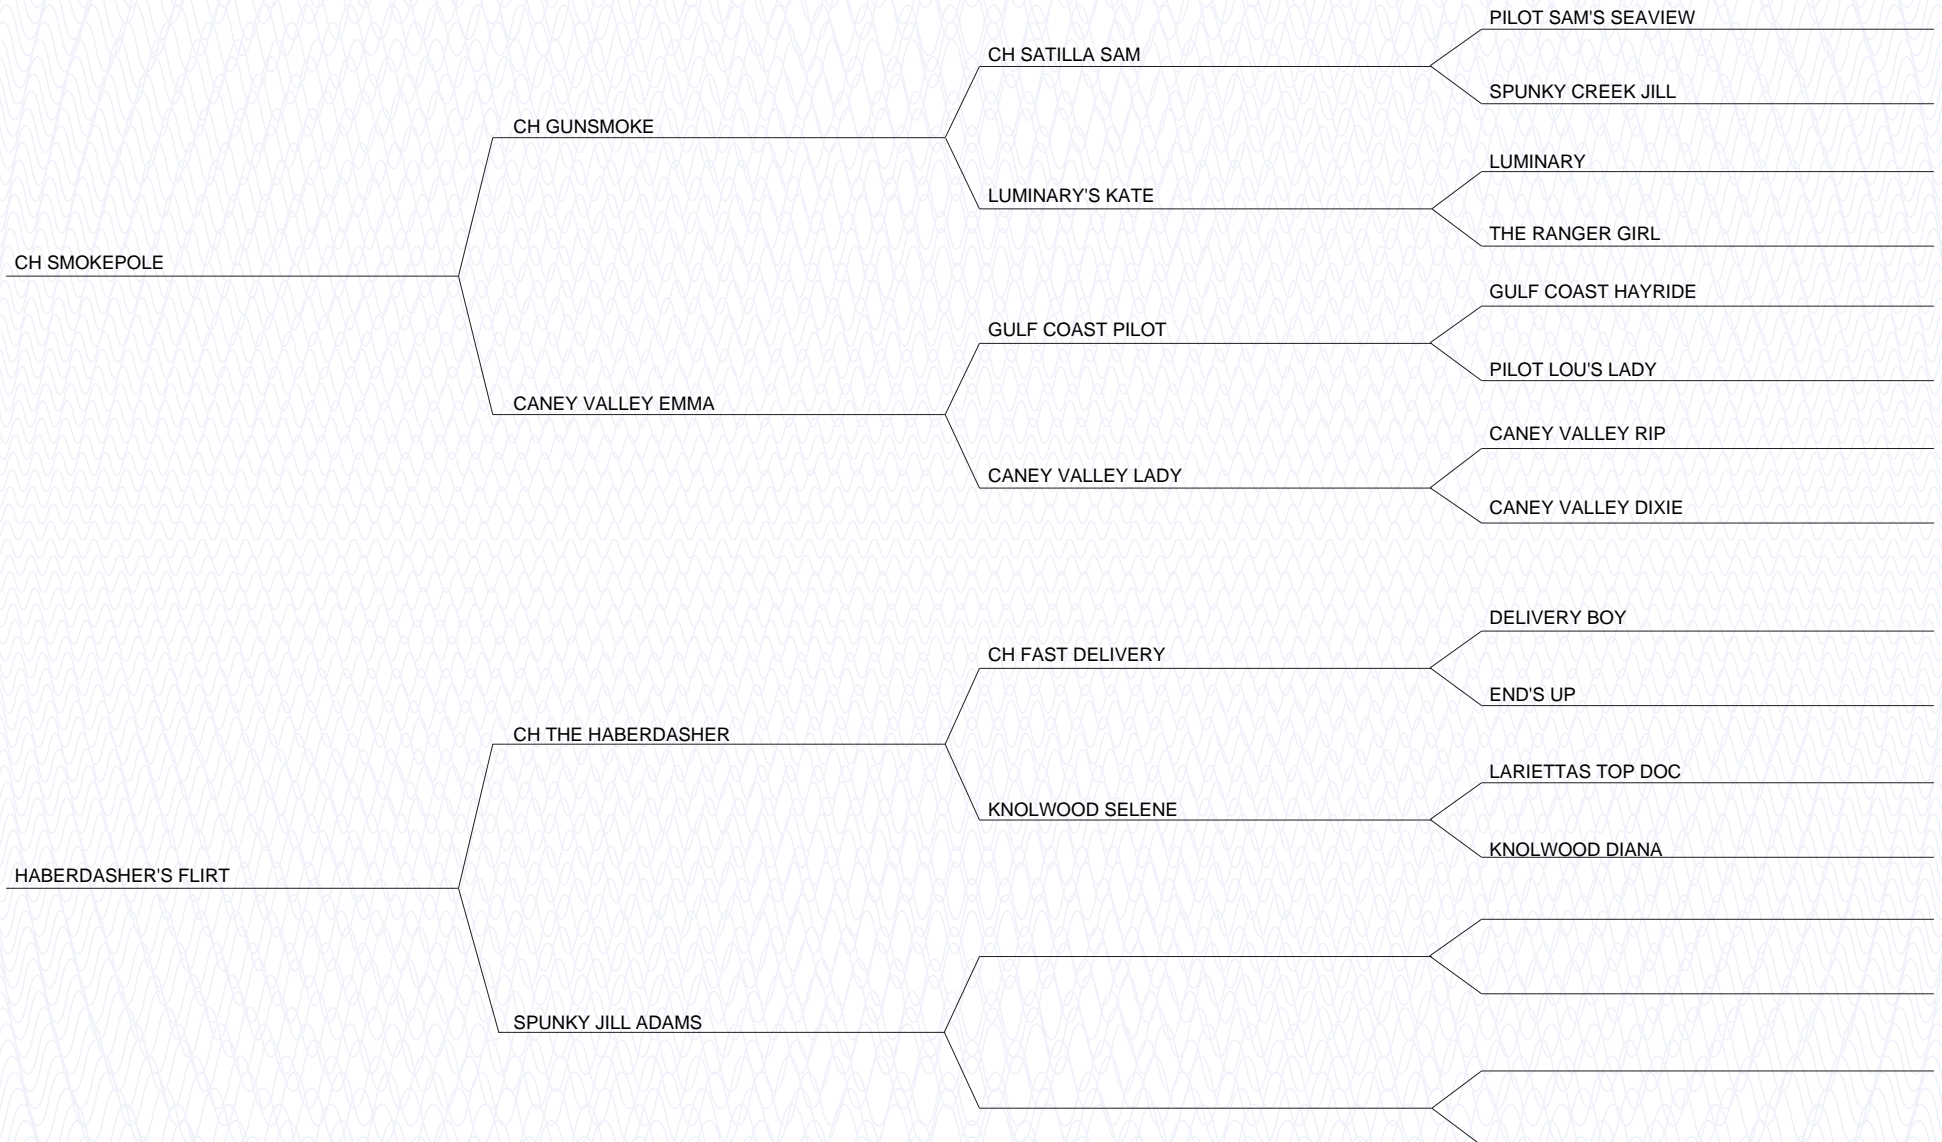 PILOT SAM'S SEAVIEW
CH SATILLA SAM
SPUNKY CREEK JILL
CH GUNSMOKE
LUMINARY
LUMINARY'S KATE
THE RANGER GIRL
CH SMOKEPOLE
GULF COAST HAYRIDE
GULF COAST PILOT
PILOT LOU'S LADY
CANEY VALLEY EMMA
CANEY VALLEY RIP
CANEY VALLEY LADY
CANEY VALLEY DIXIE
DELIVERY BOY
CH FAST DELIVERY
END'S UP
CH THE HABERDASHER
LARIETTAS TOP DOC
KNOLWOOD SELENE
KNOLWOOD DIANA
HABERDASHER'S FLIRT
SPUNKY JILL ADAMS